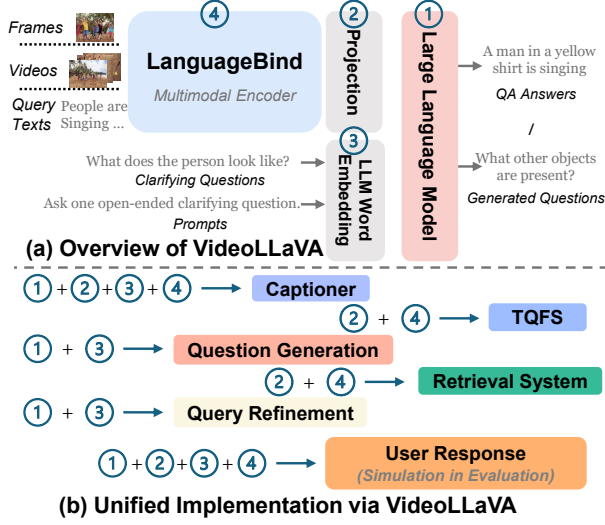 Frames
Videos
Query
Texts
People are
Singing ...
④
LanguageBind
Multimodal Encoder
②
Projection
①
Large Language Model
A man in a yellow
shirt is singing
QA Answers
/
What other objects
are present?
Generated Questions
What does the person look like?
Clarifying Questions
Ask one open-ended clarifying question.
Prompts
③
LLM Word
Embedding
(a) Overview of VideoLLaVA
① + ② + ③ + ④ Captioner
② + ④ TQFS
① + ③ Question Generation
② + ④ Retrieval System
① + ③ Query Refinement
① + ② + ③ + ④ User Response
(Simulation in Evaluation)
(b) Unified Implementation via VideoLLaVA